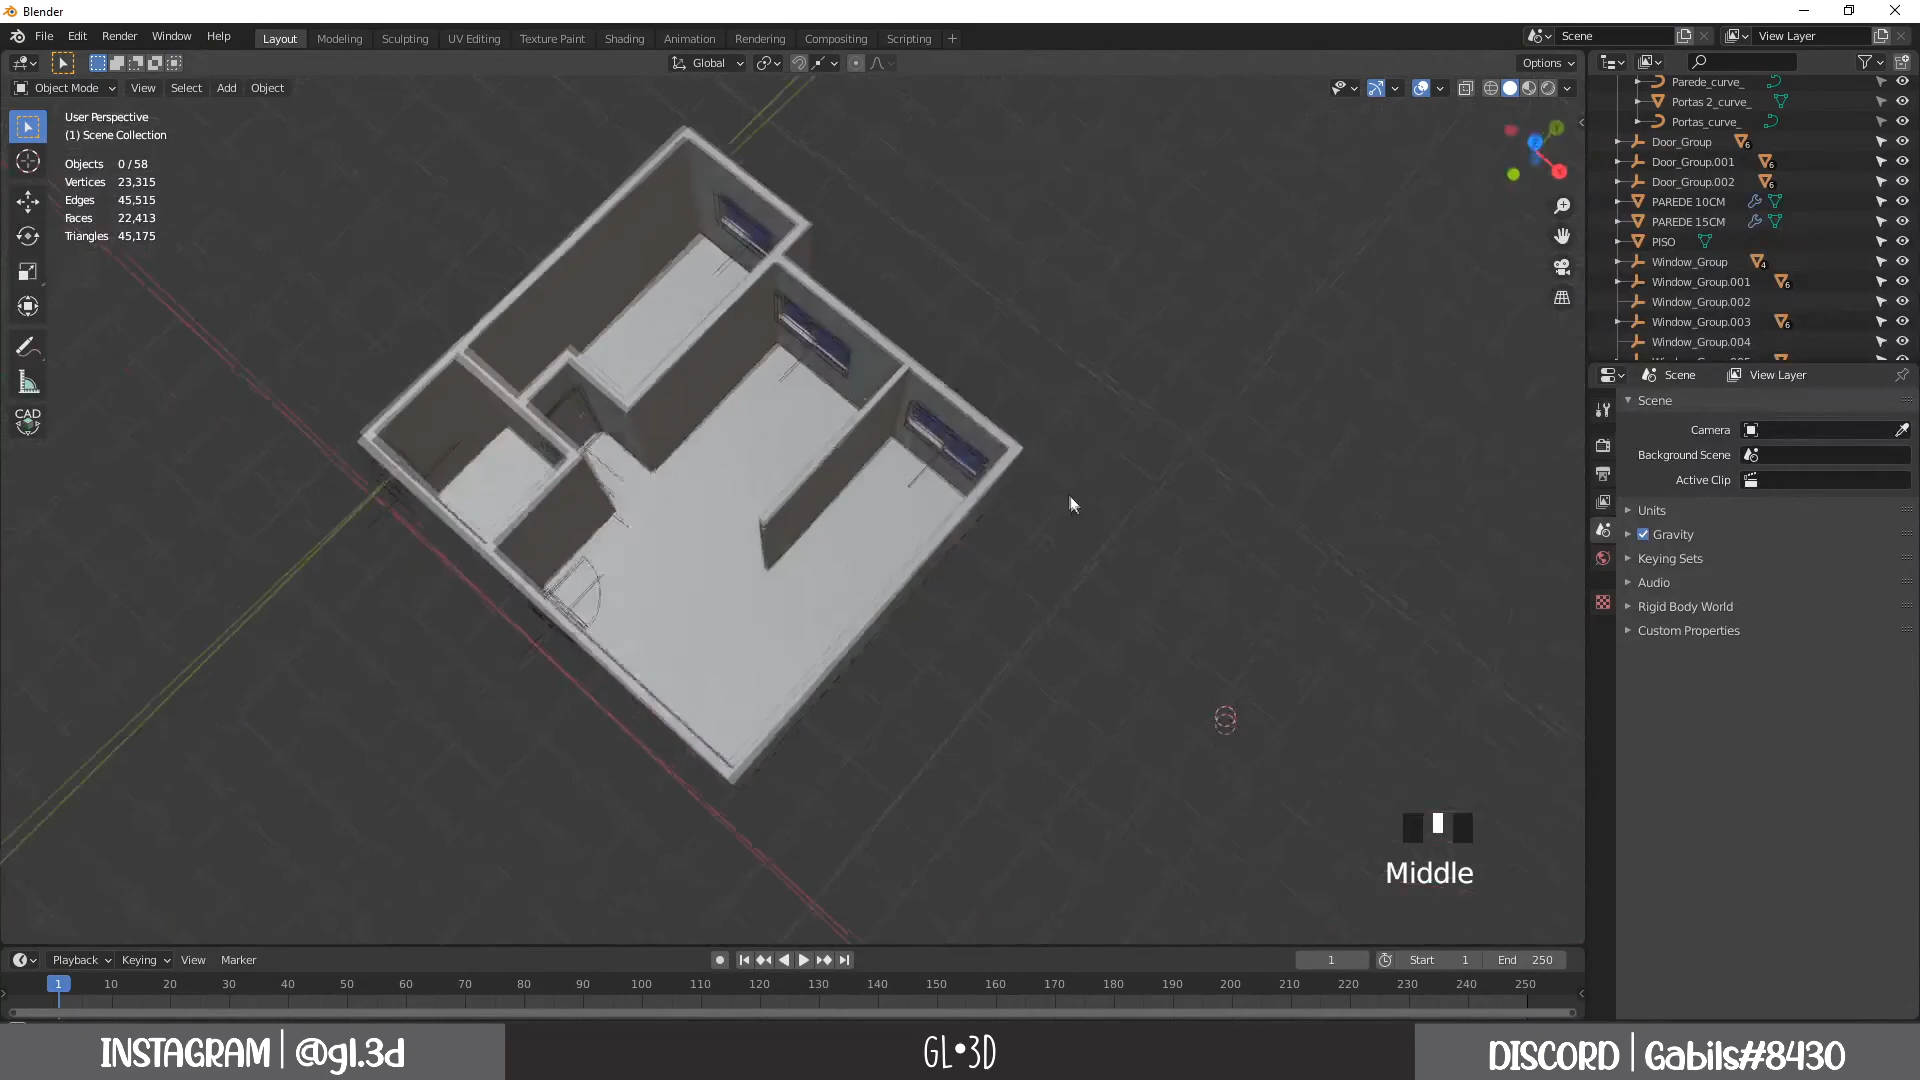 Blender
File Edit Render Window Help Layout Modeling Sculpting UV Editing Texture Paint Shading Animation Rendering Compositing Scripting + Scene View Layer
Global Options
Object Mode View Select Add Object
User Perspective
(1) Scene Collection
Objects 0 / 58
Vertices 23,315
Edges 45,515
Faces 22,413
Triangles 45,175
CAD
Parede_curve_
Portas 2_curve_
Portas_curve_
Door_Group 6
Door_Group.001 6
Door_Group.002 6
PAREDE 10CM
PAREDE 15CM
PISO
Window_Group 4
Window_Group.001 6
Window_Group.002
Window_Group.003 6
Window_Group.004
Scene View Layer
Scene
Camera
Background Scene
Active Clip
Units
Gravity
Keying Sets
Audio
Rigid Body World
Custom Properties
Middle
Playback Keying View Marker 1 Start 1 End 250
1 10 20 30 40 50 60 70 80 90 100 110 120 130 140 150 160 170 180 190 200 210 220 230 240 250
INSTAGRAM | @gl.3d GL•3D DISCORD | Gabils#8430